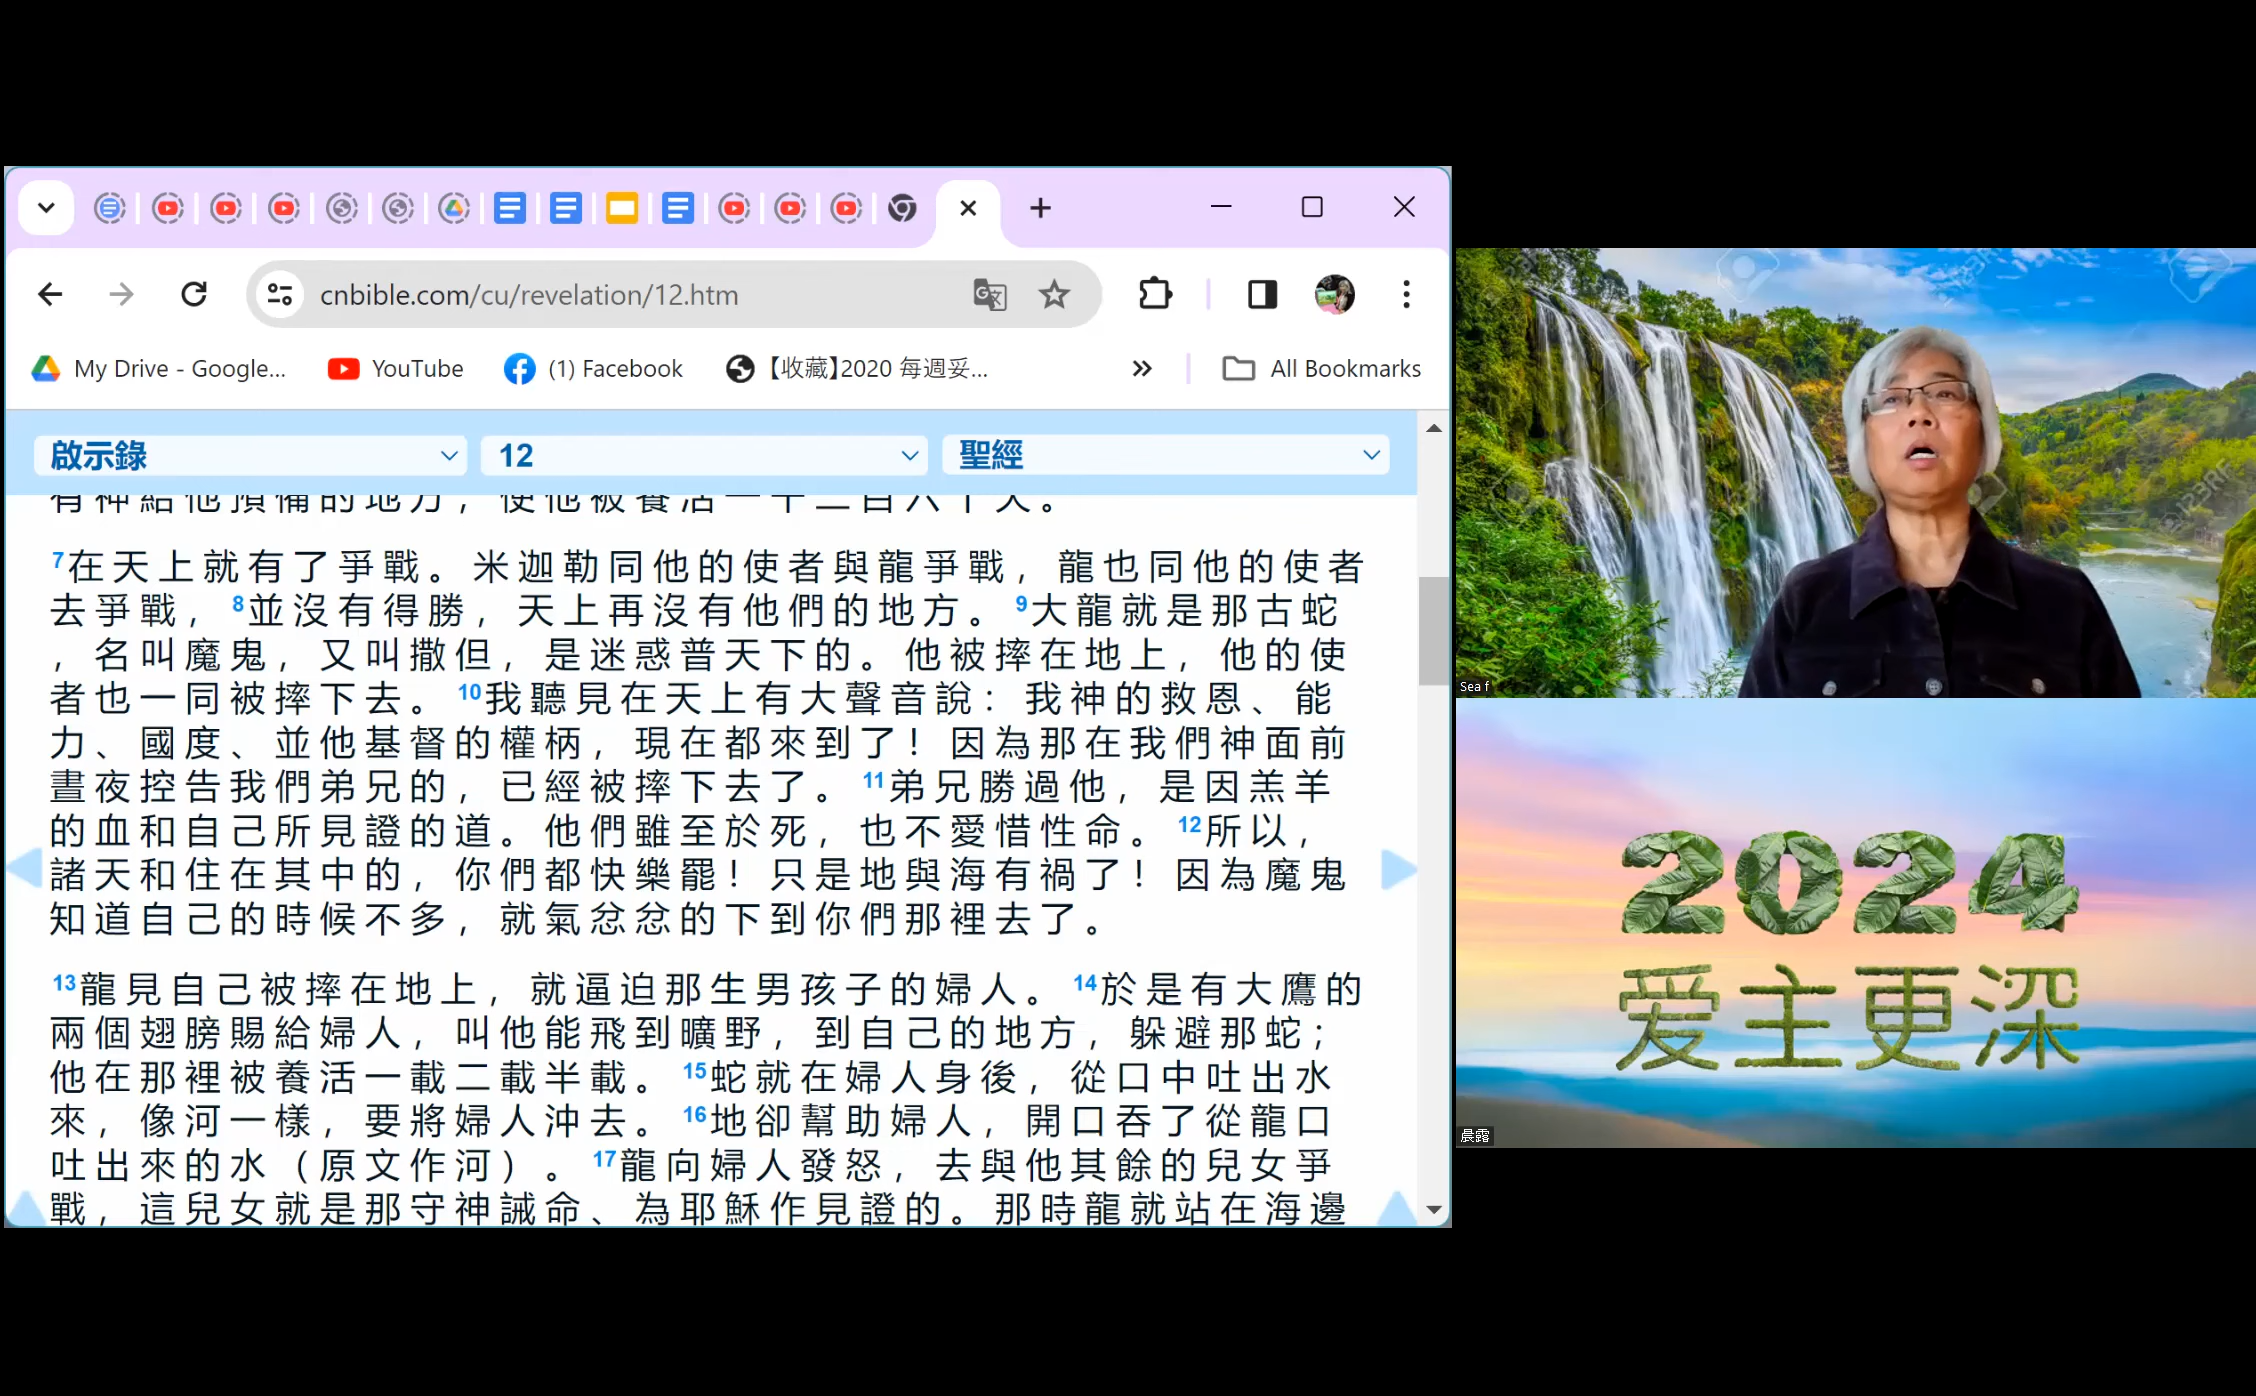 cnbible.com/cu/revelation/12.htm
My Drive - Google...
YouTube
(1) Facebook
【收藏】2020 每週妥...
All Bookmarks
啟示錄
12
聖經
有神給他預備的地方，使他被養活一千二百六十天。
7在天上就有了爭戰。米迦勒同他的使者與龍爭戰，龍也同他的使者
去爭戰，8並沒有得勝，天上再沒有他們的地方。9大龍就是那古蛇
，名叫魔鬼，又叫撒但，是迷惑普天下的。他被摔在地上，他的使
者也一同被摔下去。10我聽見在天上有大聲音說：我神的救恩、能
力、國度、並他基督的權柄，現在都來到了！因為那在我們神面前
晝夜控告我們弟兄的，已經被摔下去了。11弟兄勝過他，是因羔羊
的血和自己所見證的道。他們雖至於死，也不愛惜性命。12所以，
諸天和住在其中的，你們都快樂罷！只是地與海有禍了！因為魔鬼
知道自己的時候不多，就氣忿忿的下到你們那裡去了。
13龍見自己被摔在地上，就逼迫那生男孩子的婦人。14於是有大鷹的
兩個翅膀賜給婦人，叫他能飛到曠野，到自己的地方，躲避那蛇；
他在那裡被養活一載二載半載。15蛇就在婦人身後，從口中吐出水
來，像河一樣，要將婦人沖去。16地卻幫助婦人，開口吞了從龍口
吐出來的水（原文作河）。17龍向婦人發怒，去與他其餘的兒女爭
戰，這兒女就是那守神誡命、為耶穌作見證的。那時龍就站在海邊
123RF
Sea f
2024
爱主更深
晨露